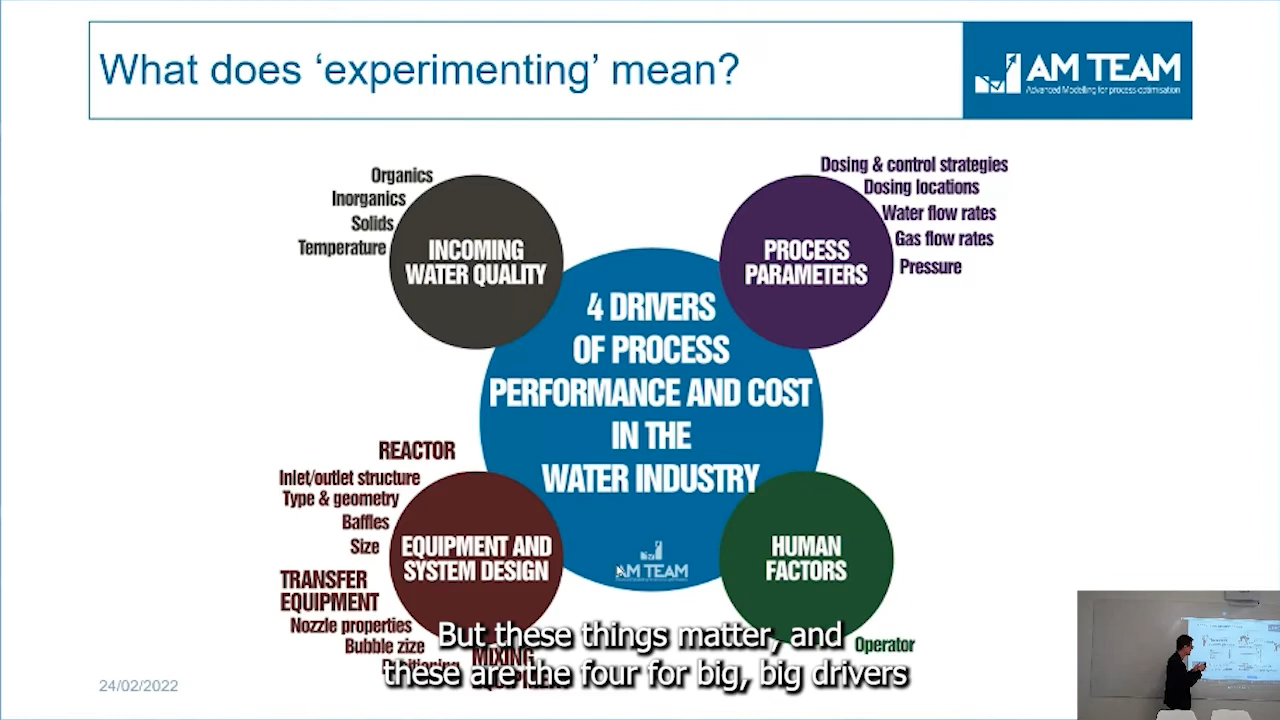 What does ‘experimenting’ mean?
AM TEAM
Advanced Modelling for process optimisation
Organics
Inorganics
Solids
Temperature
INCOMING
WATER QUALITY
Dosing & control strategies
Dosing locations
Water flow rates
Gas flow rates
Pressure
PROCESS
PARAMETERS
4 DRIVERS
OF PROCESS
PERFORMANCE AND COST
IN THE
WATER INDUSTRY
AM TEAM
REACTOR
Inlet/outlet structure
Type & geometry
Baffles
Size
EQUIPMENT AND
SYSTEM DESIGN
TRANSFER
EQUIPMENT
Nozzle properties
Bubble zize
MIXING
HUMAN
FACTORS
Operator
But these things matter, and
these are the four for big, big drivers
24/02/2022